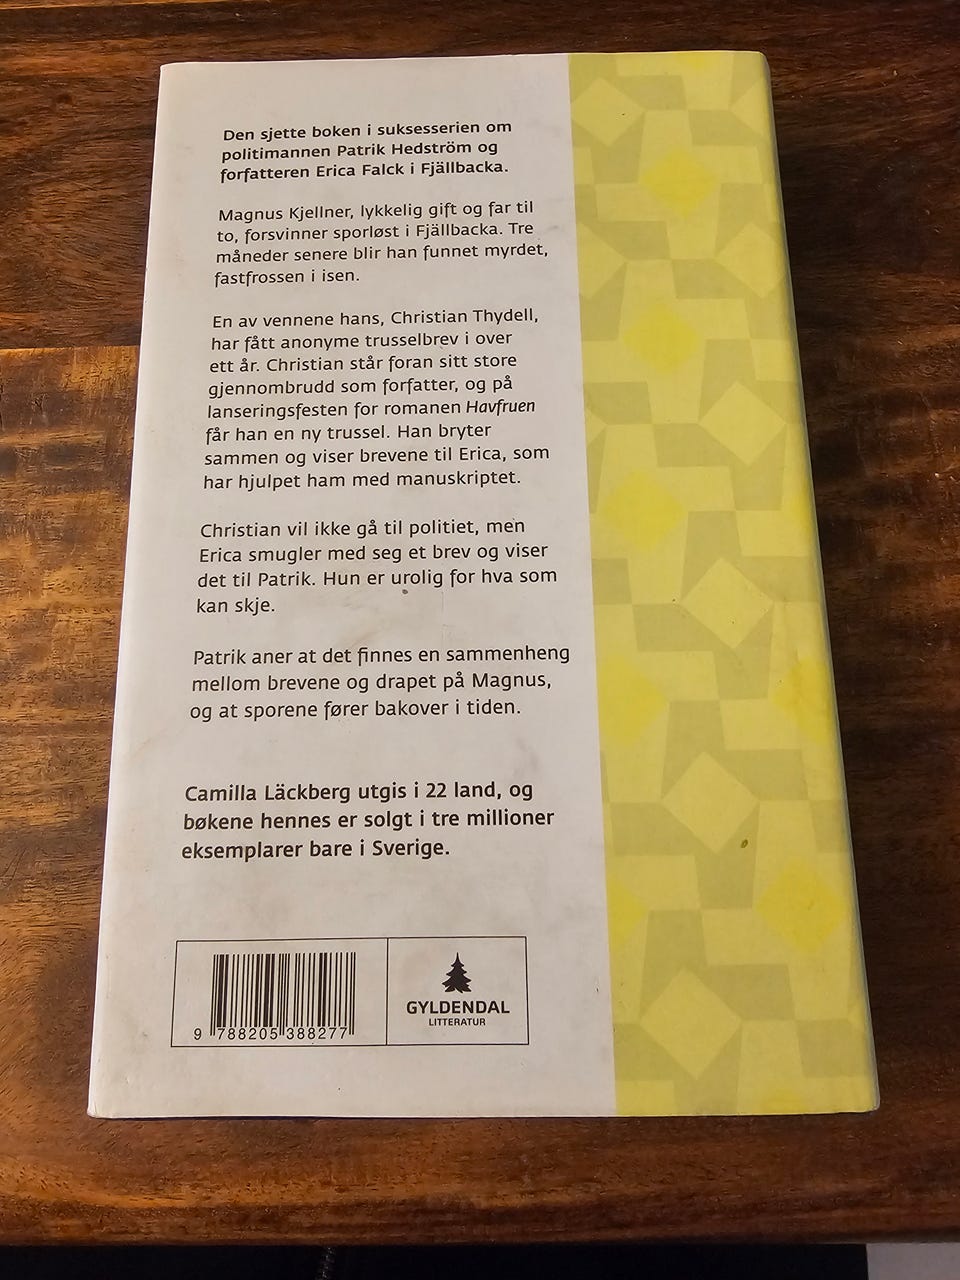 Den sjette boken i suksesserien om
politimannen Patrik Hedström og
forfatteren Erica Falck i Fjällbacka.
Magnus Kjellner, lykkelig gift og far til
to, forsvinner sporløst i Fjällbacka. Tre
måneder senere blir han funnet myrdet,
fastfrossen i isen.
En av vennene hans, Christian Thydell,
har fått anonyme trusselbrev i over
ett år. Christian står foran sitt store
gjennombrudd som forfatter, og på
lanseringsfesten for romanen Havfruen
får han en ny trussel. Han bryter
sammen og viser brevene til Erica, som
har hjulpet ham med manuskriptet.
Christian vil ikke gå til politiet, men
Erica smugler med seg et brev og viser
det til Patrik. Hun er urolig for hva som
kan skje.
Patrik aner at det finnes en sammenheng
mellom brevene og drapet på Magnus,
og at sporene fører bakover i tiden.
Camilla Läckberg utgis i 22 land, og
bøkene hennes er solgt i tre millioner
eksemplarer bare i Sverige.
9 788205 388277
GYLDENDAL
LITTERATUR